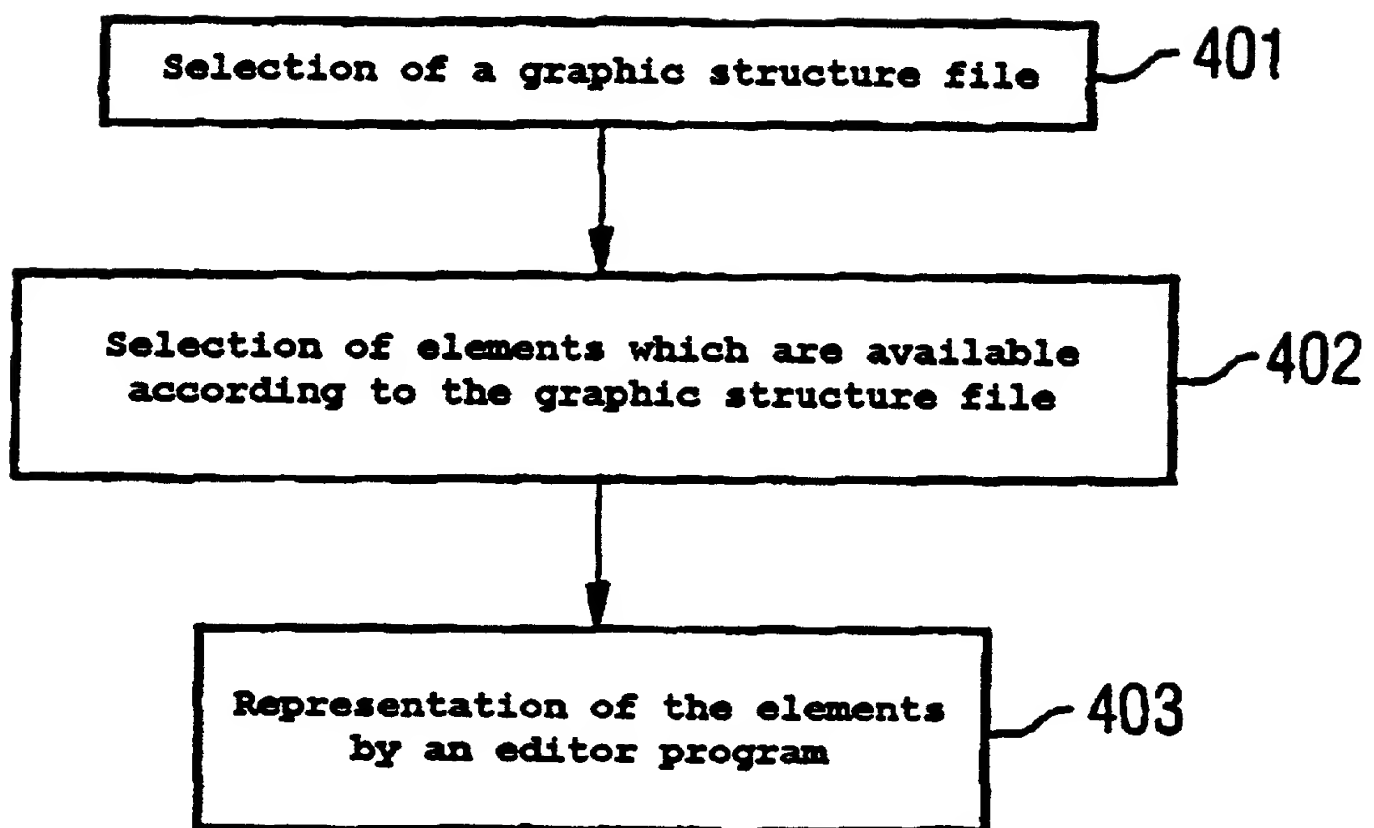 Selection of a graphic structure file
401
Selection of elements which are available
according to the graphic structure file
402
Representation of the elements
by an editor program
403